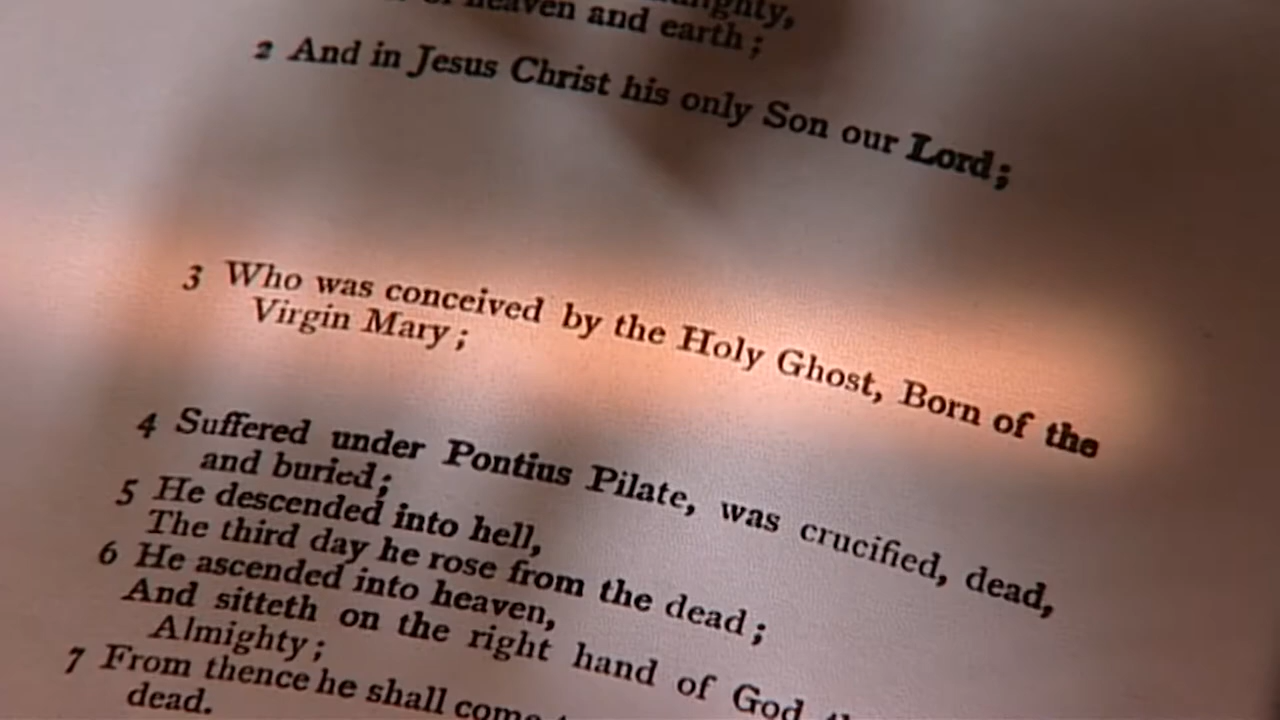 heaven and earth;
2 And in Jesus Christ his only Son our Lord;
3 Who was conceived by the Holy Ghost, Born of the
Virgin Mary;
4 Suffered under Pontius Pilate, was crucified, dead,
and buried;
5 He descended into hell,
The third day he rose from the dead;
6 He ascended into heaven,
And sitteth on the right hand of God
Almighty;
7 From thence he shall come
dead.